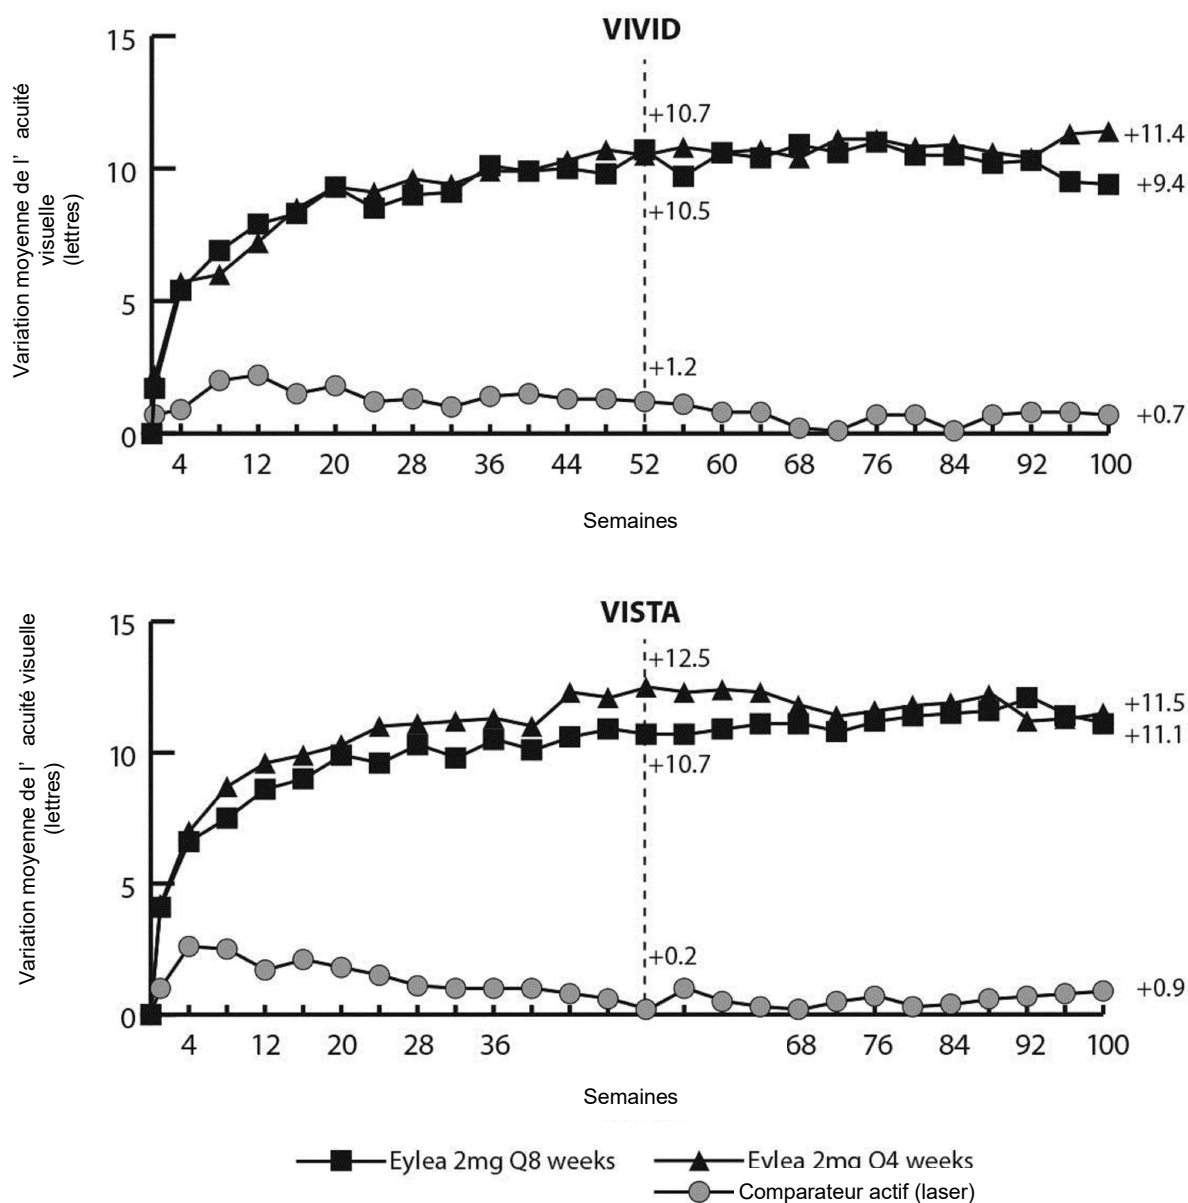 VIVID
15
10
5
0
Variation moyenne de l’ acuité
visuelle
(lettres)
+10.7
+10.5
+1.2
+11.4
+9.4
+0.7
4 12 20 28 36 44 52 60 68 76 84 92 100
Semaines
VISTA
15
10
5
0
Variation moyenne de l’ acuité visuelle
(lettres)
+12.5
+10.7
+0.2
+11.5
+11.1
+0.9
4 12 20 28 36 68 76 84 92 100
Semaines
Eylea 2mg Q8 weeks Eylea 2mg Q4 weeks
Comparateur actif (laser)